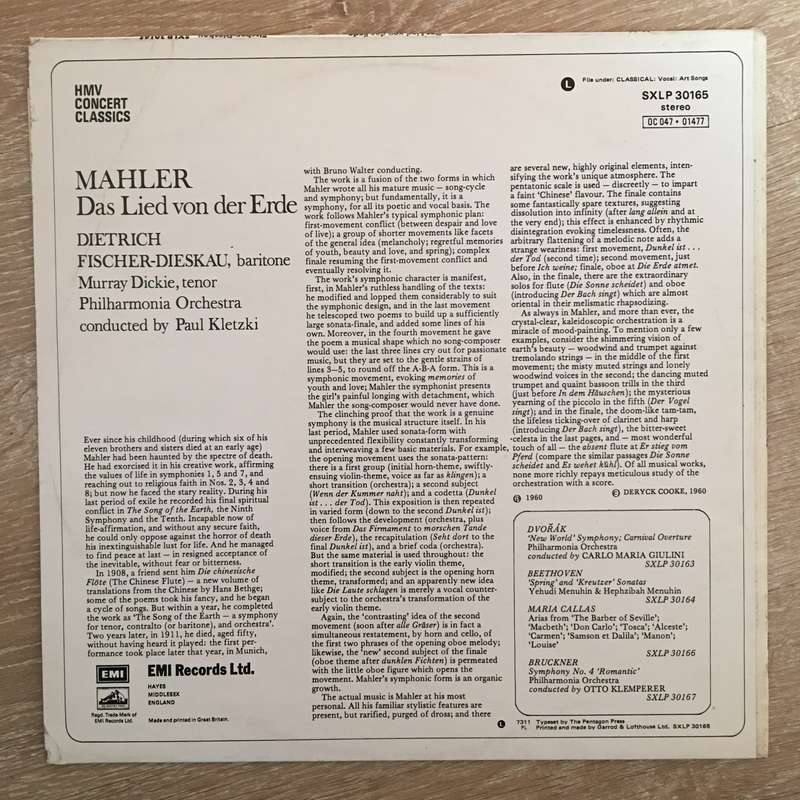 HMV
CONCERT
CLASSICS
L
File under: CLASSICAL: Vocal: Art Songs
SXLP 30165
stereo
OC 047 • 01477
MAHLER
Das Lied von der Erde
DIETRICH
FISCHER-DIESKAU, baritone
Murray Dickie, tenor
Philharmonia Orchestra
conducted by Paul Kletzki
Ever since his childhood (during which six of his
eleven brothers and sisters died at an early age)
Mahler had been haunted by the spectre of death.
He had exorcised it in his creative work, affirming
the values of life in symphonies 1, 5 and 7, and
reaching out to religious faith in Nos. 2, 3, 4 and
8; but now he faced the stary reality. During his
last period of exile he recorded his final spiritual
conflict in The Song of the Earth, the Ninth
Symphony and the Tenth. Incapable now of
life-affirmation, and without any secure faith,
he could only oppose against the horror of death
his inextinguishable lust for life. And he managed
to find peace at last — in resigned acceptance of
the inevitable, without fear or bitterness.
In 1908, a friend sent him Die chinesische
Flöte (The Chinese Flute) – a new volume of
translations from the Chinese by Hans Bethge;
some of the poems took his fancy, and he began
a cycle of songs. But within a year, he completed
the work as 'The Song of the Earth – a symphony
for tenor, contralto (or baritone), and orchestra'.
Two years later, in 1911, he died, aged fifty,
without having heard it played: the first per-
formance took place later that year, in Munich,
with Bruno Walter conducting.
The work is a fusion of the two forms in which
Mahler wrote all his mature music – song-cycle
and symphony; but fundamentally, it is a
symphony, for all its poetic and vocal basis. The
work follows Mahler's typical symphonic plan:
first-movement conflict (between despair and love
of live); a group of shorter movements like facets
of the general idea (melancholy; regretful memories
of youth, beauty and love, and spring); complex
finale resuming the first-movement conflict and
eventually resolving it.
The work's symphonic character is manifest,
first, in Mahler's ruthless handling of the texts:
he modified and lopped them considerably to suit
the symphonic design, and in the last movement
he telescoped two poems to build up a sufficiently
large sonata-finale, and added some lines of his
own. Moreover, in the fourth movement he gave
the poem a musical shape which no song-composer
would use: the last three lines cry out for passionate
music, but they are set to the gentle strains of
lines 3–5, to round off the A-B-A form. This is a
symphonic movement, evoking memories of
youth and love; Mahler the symphonist presents
the girl's painful longing with detachment, which
Mahler the song-composer would never have done.
The clinching proof that the work is a genuine
symphony is the musical structure itself. In his
last period, Mahler used sonata-form with
unprecedented flexibility constantly transforming
and interweaving a few basic materials. For example,
the opening movement uses the sonata-pattern:
there is a first group (initial horn-theme, swiftly-
ensuing violin-theme, voice as far as klingen); a
short transition (orchestra); a second subject
(Wenn der Kummer naht); and a codetta (Dunkel
ist . . . der Tod). This exposition is then repeated
in varied form (down to the second Dunkel ist);
then follows the development (orchestra, plus
voice from Das Firmament to morschen Tande
dieser Erde), the recapitulation (Seht dort to the
final Dunkel ist), and a brief coda (orchestra).
But the same material is used throughout: the
short transition is the early violin theme,
modified; the second subject is the opening horn
theme, transformed; and an apparently new idea
like Die Laute schlagen is merely a vocal counter-
subject to the orchestra's transformation of the
early violin theme.
Again, the 'contrasting' idea of the second
movement (soon after alle Gräser) is in fact a
simultaneous restatement, by horn and cello, of
the first two phrases of the opening oboe melody;
likewise, the 'new' second subject of the finale
(oboe theme after dunklen Fichten) is permeated
with the little oboe figure which opens the
movement. Mahler's symphonic form is an organic
growth.
The actual music is Mahler at his most
personal. All his familiar stylistic features are
present, but rarified, purged of dross; and there
are several new, highly original elements, inten-
sifying the work's unique atmosphere. The
pentatonic scale is used – discreetly – to impart
a faint 'Chinese' flavour. The finale contains
some fantastically spare textures, suggesting
dissolution into infinity (after lang allein and at
the very end); this effect is enhanced by rhythmic
disintegration evoking timelessness. Often, the
arbitrary flattening of a melodic note adds a
strange weariness: first movement, Dunkel ist . . .
der Tod (second time); second movement, just
before Ich weine; finale, oboe at Die Erde atmet.
Also, in the finale, there are the extraordinary
solos for flute (Die Sonne scheidet) and oboe
(introducing Der Bach singt) which are almost
oriental in their melismatic rhapsodizing.
As always in Mahler, and more than ever, the
crystal-clear, kaleidoscopic orchestration is a
miracle of mood-painting. To mention only a few
examples, consider the shimmering vision of
earth's beauty – woodwind and trumpet against
tremolando strings – in the middle of the first
movement; the misty muted strings and lonely
woodwind voices in the second; the dancing muted
trumpet and quaint bassoon trills in the third
(just before In dem Häuschen); the mysterious
yearning of the piccolo in the fifth (Der Vogel
singt); and in the finale, the doom-like tam-tam,
the lifeless ticking-over of clarinet and harp
(introducing Der Bach singt), the bitter-sweet
celesta in the last pages, and – most wonderful
touch of all – the absent flute at Er stieg vom
Pferd (compare the similar passages Die Sonne
scheidet and Es wehet kühl). Of all musical works,
none more richly repays meticulous study of the
orchestration with a score.
℗ 1960
© DERYCK COOKE, 1960
DVOŘÁK
'New World' Symphony; Carnival Overture
Philharmonia Orchestra
conducted by CARLO MARIA GIULINI
SXLP 30163
BEETHOVEN
'Spring' and 'Kreutzer' Sonatas
Yehudi Menuhin & Hephzibah Menuhin
SXLP 30164
MARIA CALLAS
Arias from 'The Barber of Seville';
'Macbeth'; 'Don Carlo'; 'Tosca'; 'Alceste';
'Carmen'; 'Samson et Dalila'; 'Manon';
'Louise'
SXLP 30166
BRUCKNER
Symphony No. 4 'Romantic'
Philharmonia Orchestra
conducted by OTTO KLEMPERER
SXLP 30167
EMI
EMI Records Ltd.
HAYES
MIDDLESEX
ENGLAND
Regd. Trade Mark of
EMI Records Ltd.
Made and printed in Great Britain.
L
7311
PL
Typeset by The Pentagon Press
Printed and made by Garrod & Lofthouse Ltd. SXLP 30165